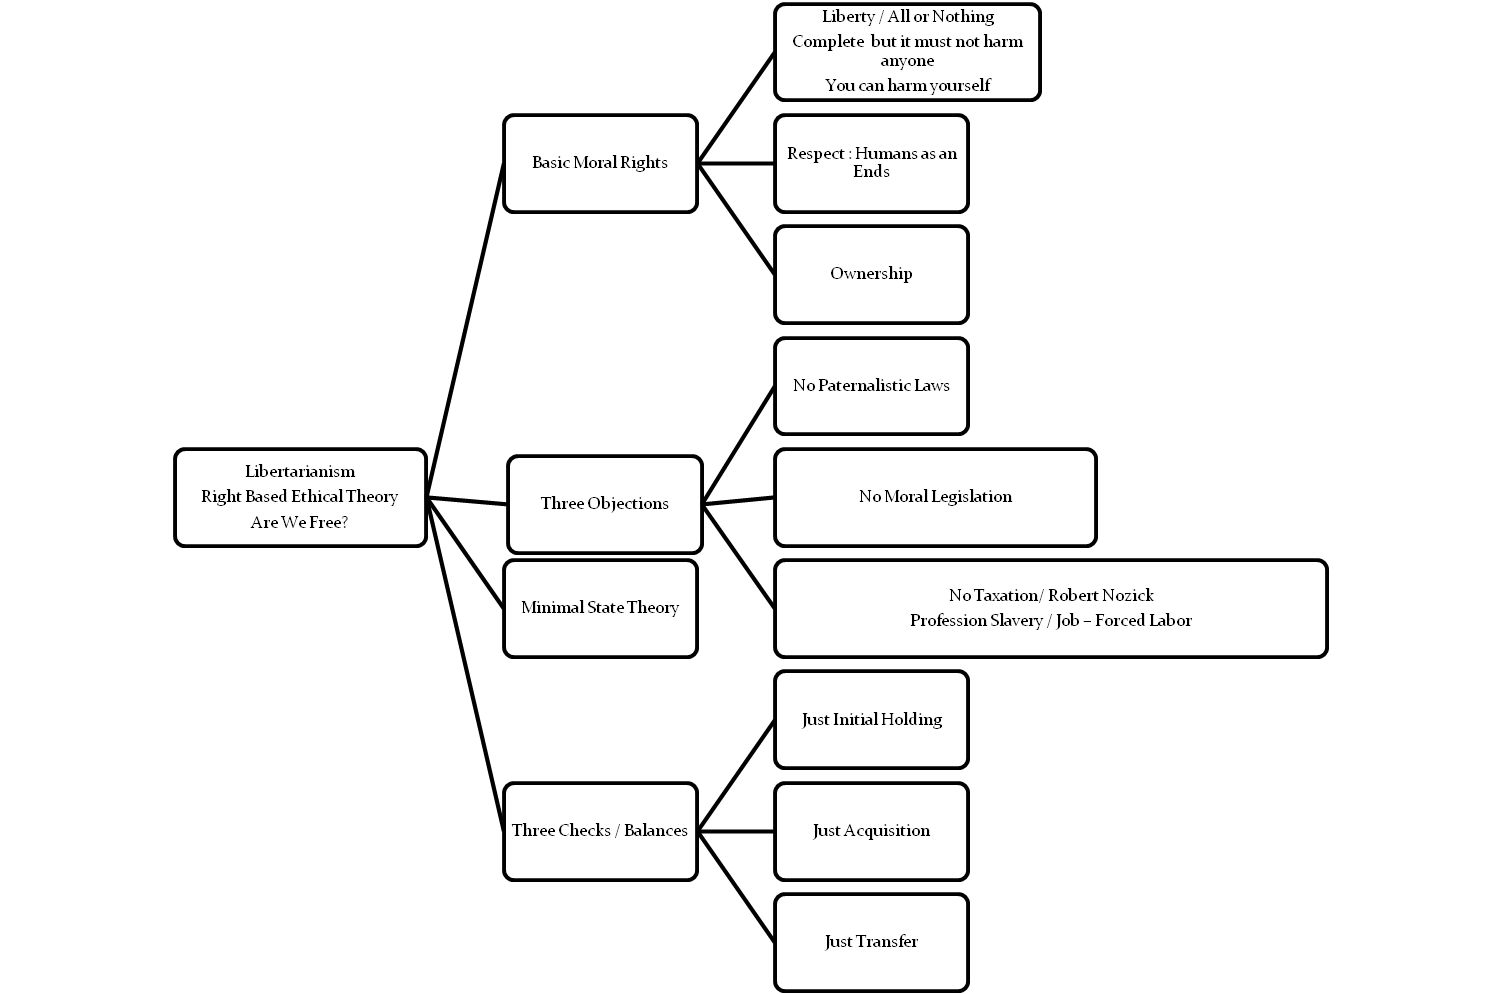 Libertarianism
Right Based Ethical Theory
Are We Free?
Basic Moral Rights
Liberty / All or Nothing
Complete but it must not harm
anyone
You can harm yourself
Respect : Humans as an
Ends
Ownership
Three Objections
No Paternalistic Laws
No Moral Legislation
No Taxation/ Robert Nozick
Profession Slavery / Job – Forced Labor
Minimal State Theory
Three Checks / Balances
Just Initial Holding
Just Acquisition
Just Transfer